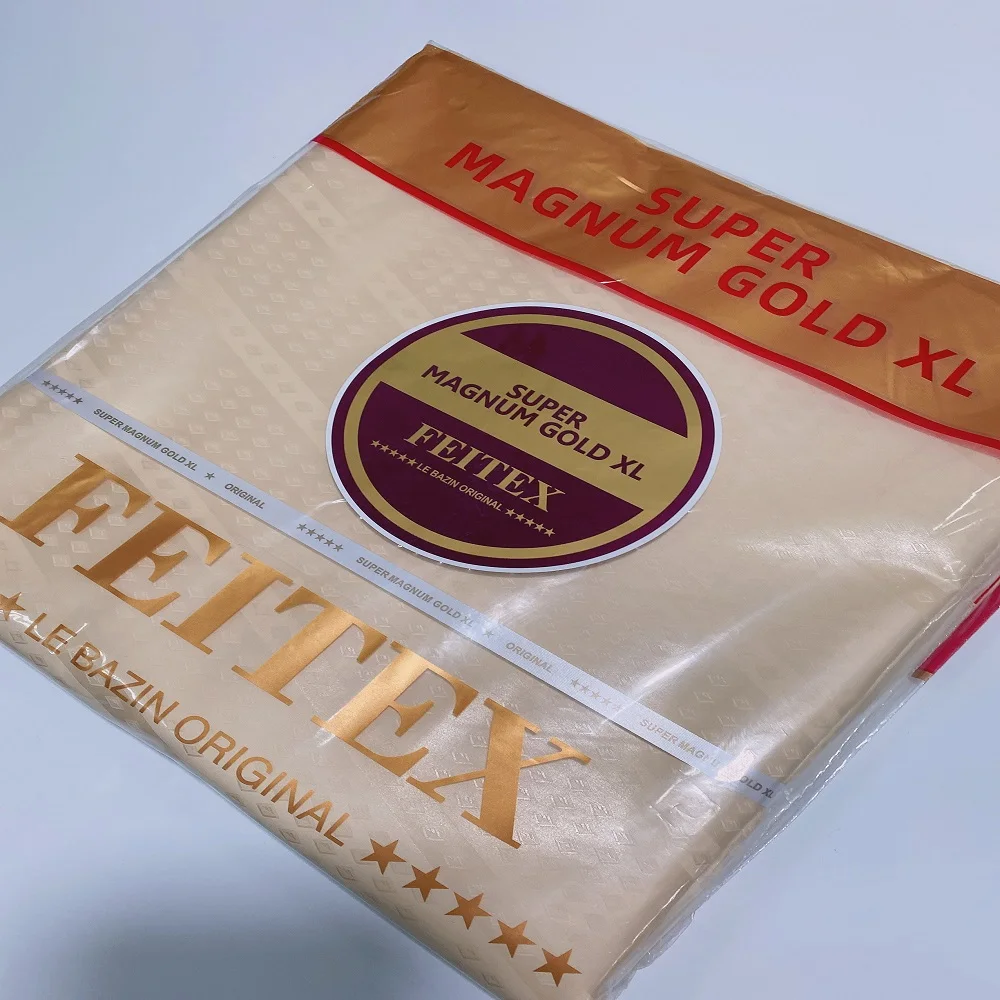 SUPER
MAGNUM GOLD XL
SUPER
MAGNUM GOLD XL
FEITEX
★★★★★ LE BAZIN ORIGINAL ★★★★★
★★★★★ SUPER MAGNUM GOLD XL ★ ORIGINAL ★★★★★ SUPER MAGNUM GOLD XL ★ ORIGINAL ★★★★★ SUPER MAGNUM GOLD XL
FEITEX
★ LE BAZIN ORIGINAL ★★★★★